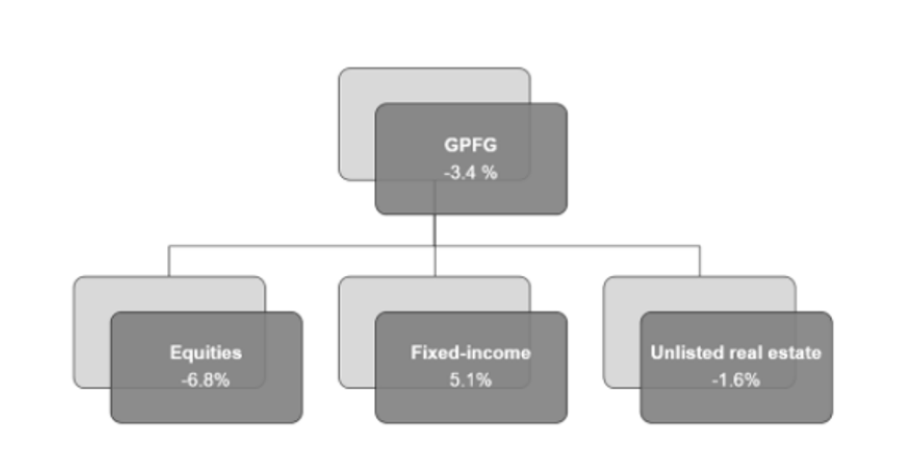 GPFG
-3.4 %
Equities
-6.8%
Fixed-income
5.1%
Unlisted real estate
-1.6%